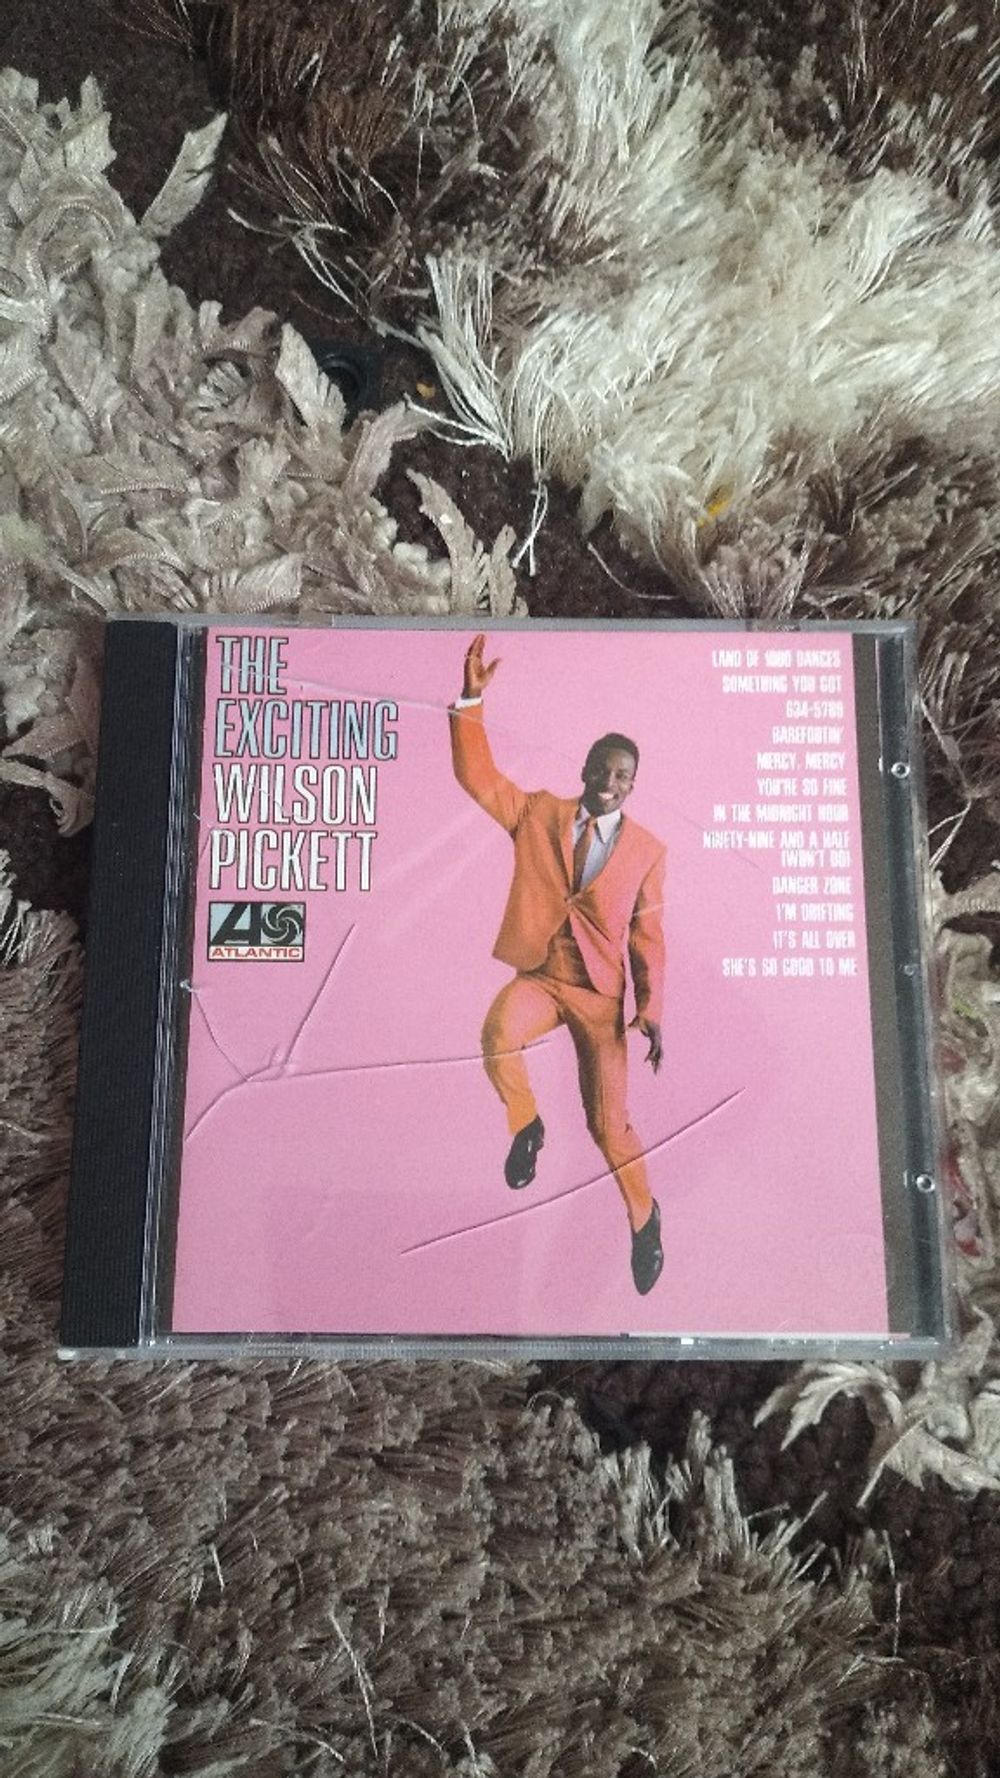 THE
EXCITING
WILSON
PICKETT
ATLANTIC
LAND OF 1000 DANCES
SOMETHING YOU GOT
634-5789
BAREFOOTIN'
MERCY, MERCY
YOU'RE SO FINE
IN THE MIDNIGHT HOUR
NINETY-NINE AND A HALF
(WON'T DO)
DANGER ZONE
I'M DRIFTING
IT'S ALL OVER
SHE'S SO GOOD TO ME